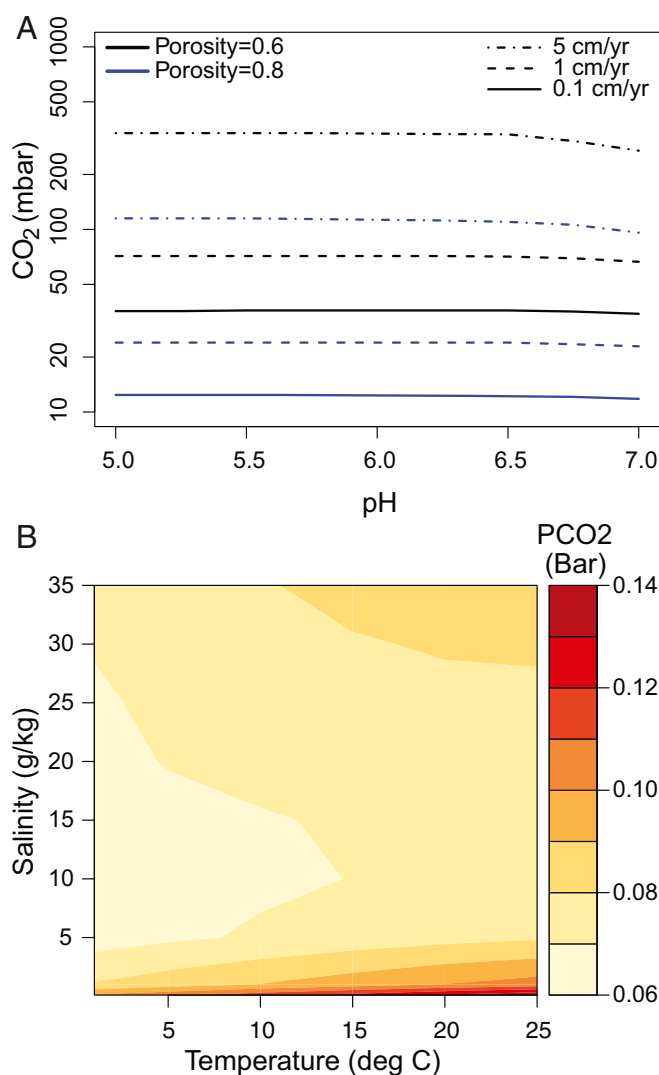 A
Porosity=0.6
Porosity=0.8
5 cm/yr
1 cm/yr
0.1 cm/yr
CO2 (mbar)
1000
500
200
100
50
20
10
5.0 5.5 6.0 6.5 7.0
pH
B
PCO2
(Bar)
Salinity (g/kg)
35
30
25
20
15
10
5
0.14
0.12
0.10
0.08
0.06
5 10 15 20 25
Temperature (deg C)